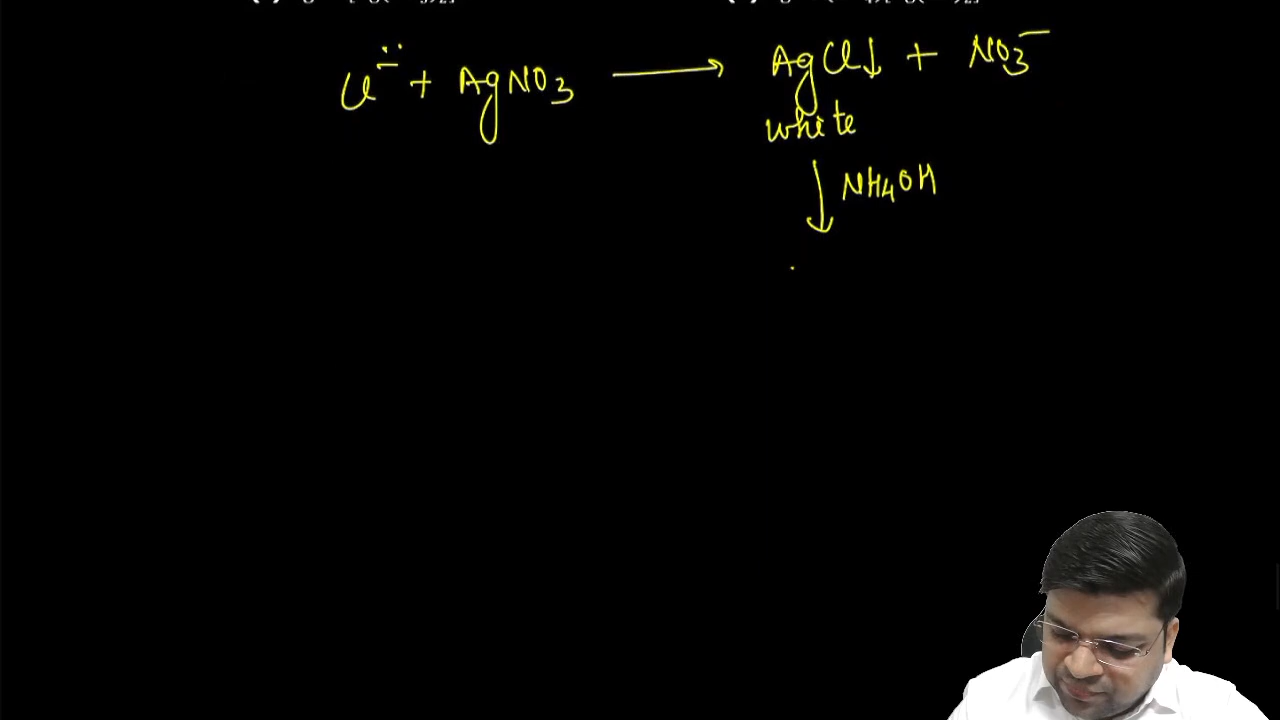 Cl⁻ + AgNO₃ ⟶ AgCl↓ + NO₃⁻
white
↓ NH₄OH